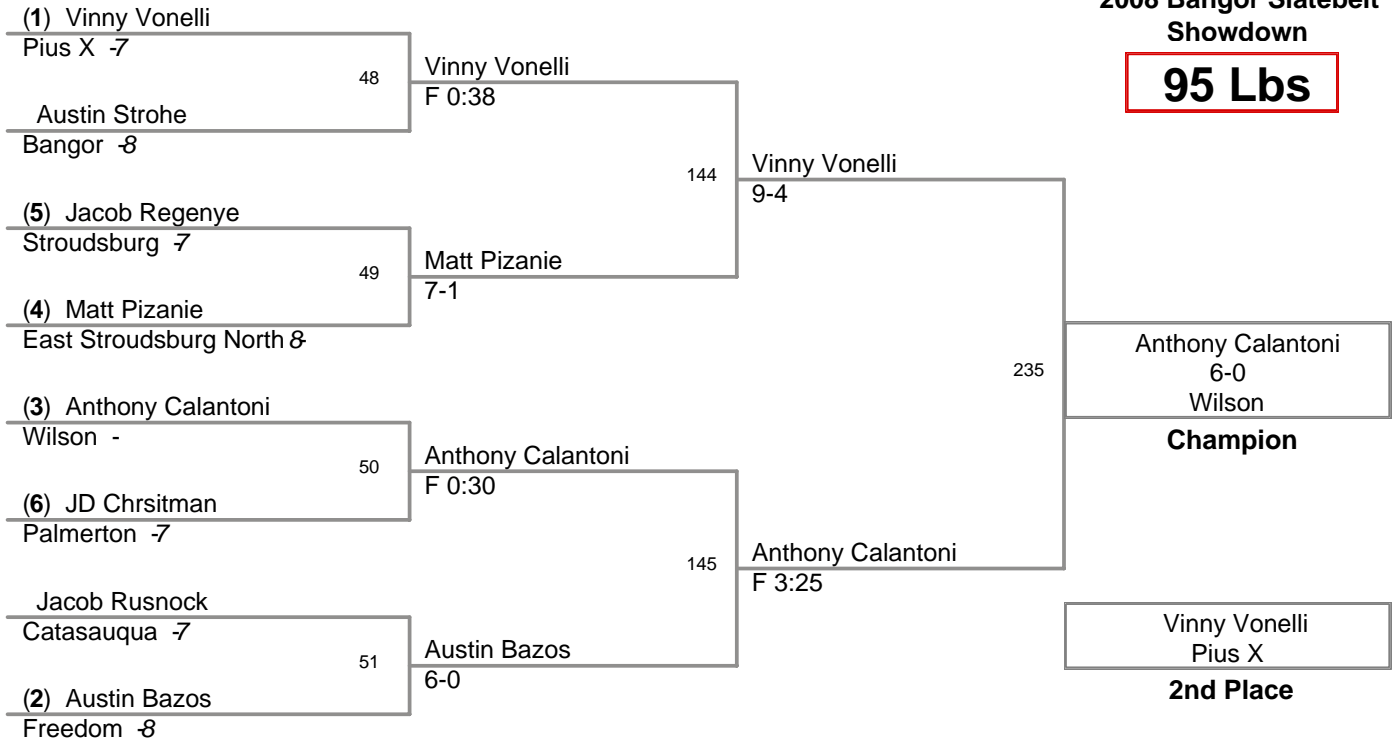 2008 Bangor Slatebelt
Showdown
95 Lbs
(1) Vinny Vonelli
Pius X -7
48
Austin Strohe
Bangor -8
Vinny Vonelli
F 0:38
144
(5) Jacob Regenye
Stroudsburg -7
49
(4) Matt Pizanie
East Stroudsburg North 8-
Matt Pizanie
7-1
Vinny Vonelli
9-4
235
(3) Anthony Calantoni
Wilson -
50
(6) JD Chrsitman
Palmerton -7
Anthony Calantoni
F 0:30
145
Jacob Rusnock
Catasauqua -7
51
(2) Austin Bazos
Freedom -8
Austin Bazos
6-0
Anthony Calantoni
F 3:25
Anthony Calantoni
6-0
Wilson
Champion
Vinny Vonelli
Pius X
2nd Place